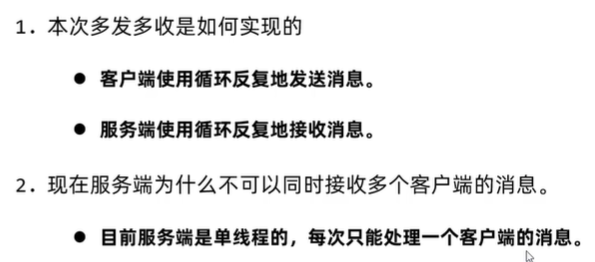 1. 本次多发多收是如何实现的
● 客户端使用循环反复地发送消息。
● 服务端使用循环反复地接收消息。
2. 现在服务端为什么不可以同时接收多个客户端的消息。
● 目前服务端是单线程的，每次只能处理一个客户端的消息。